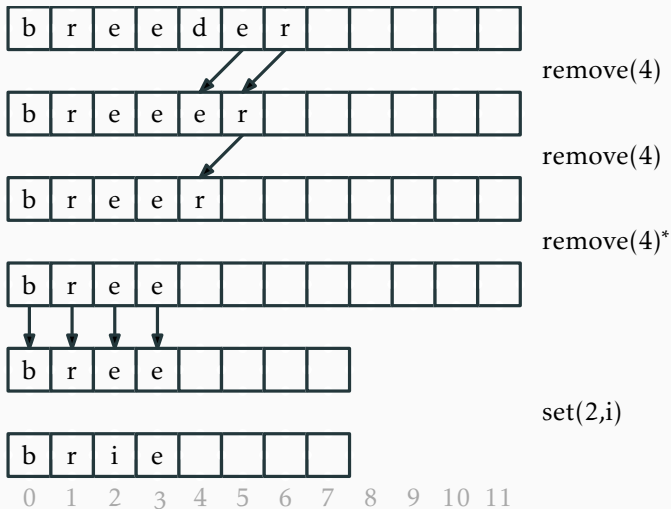 b r e e d e r
remove(4)
b r e e e r
remove(4)
b r e e r
remove(4)*
b r e e
b r e e
set(2,i)
b r i e
0 1 2 3 4 5 6 7 8 9 10 11